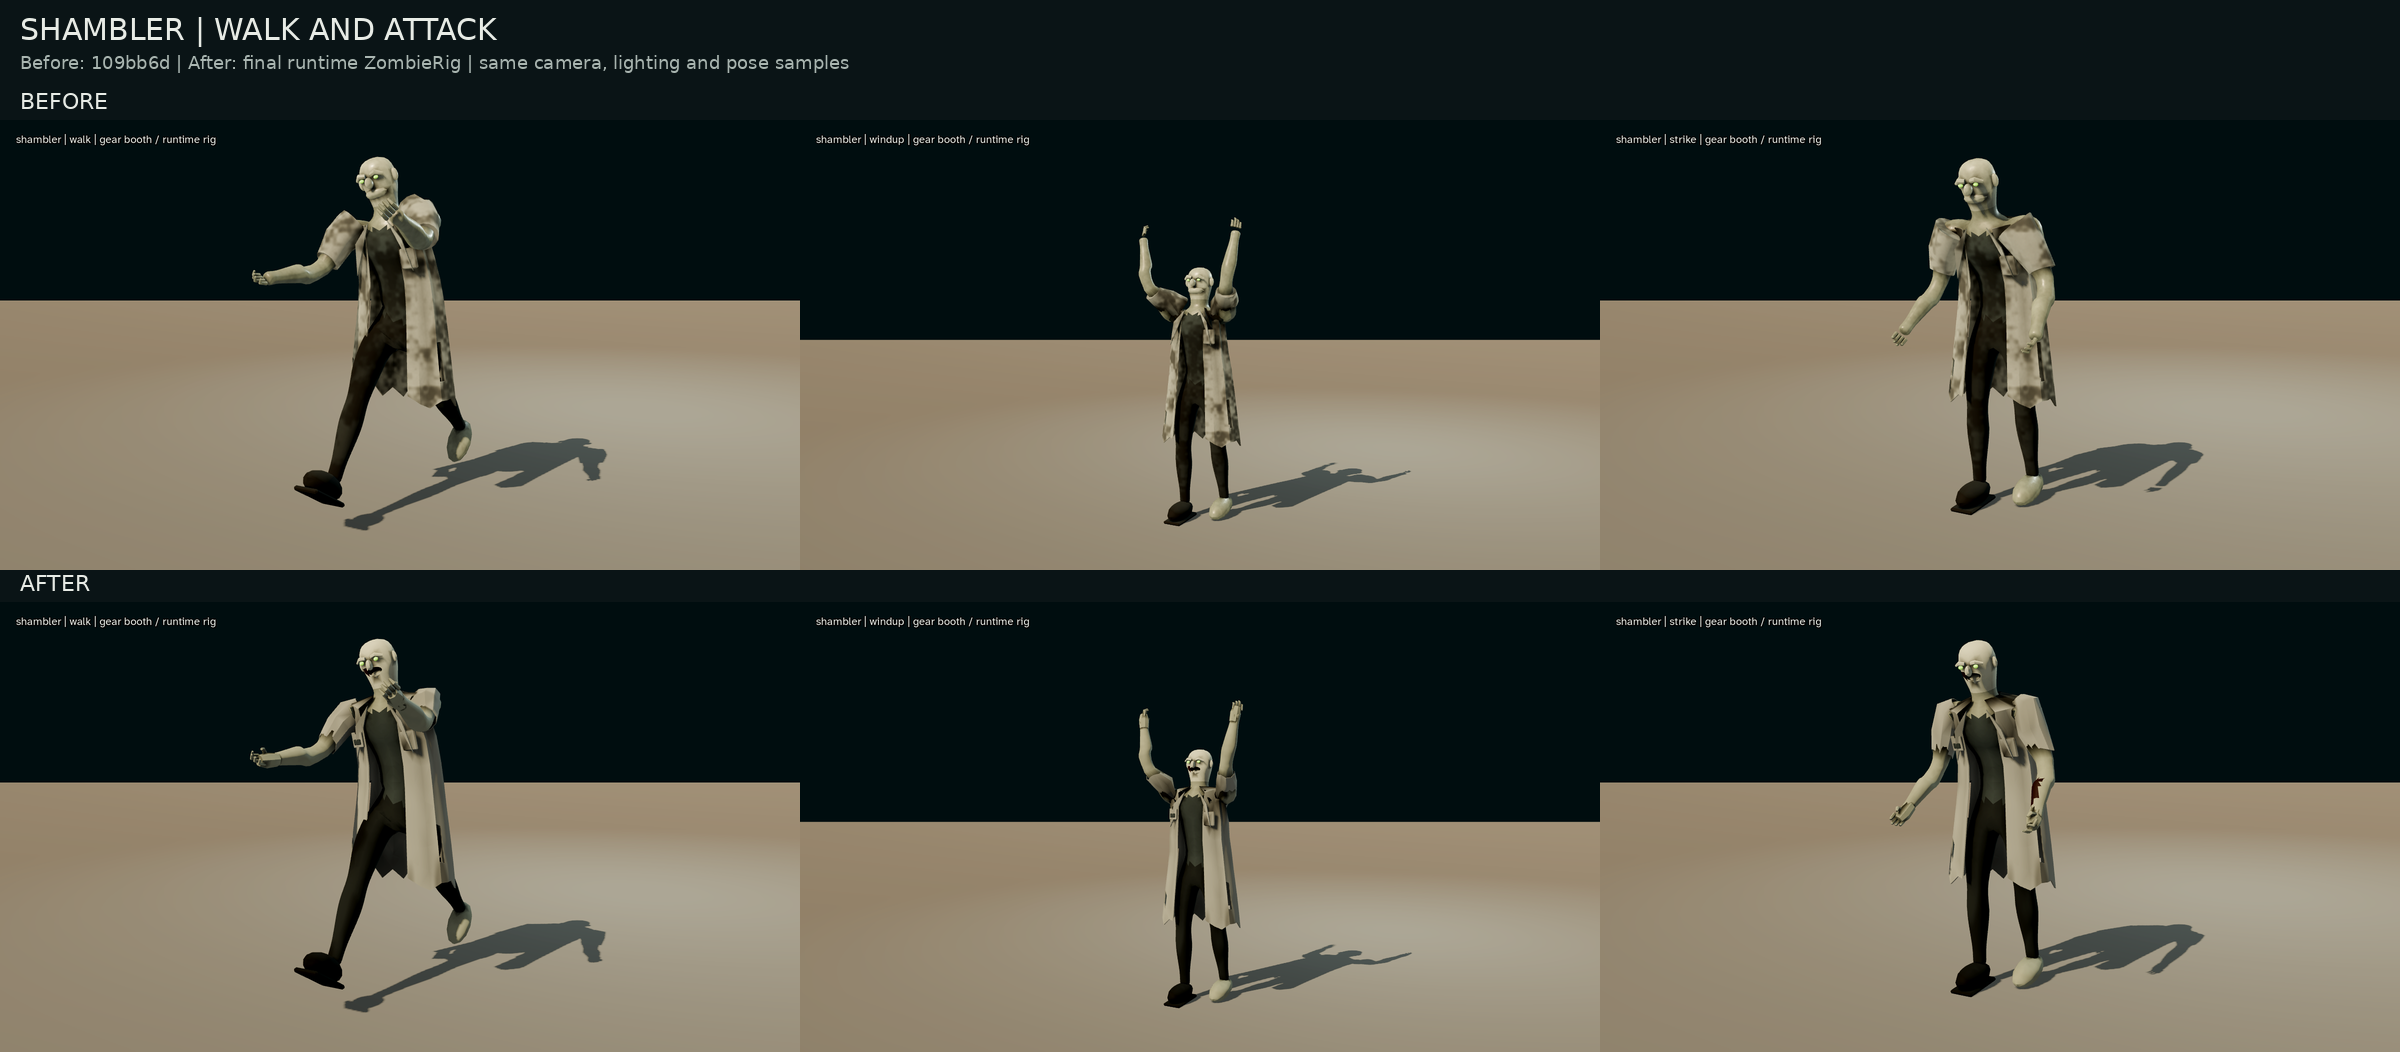 SHAMBLER | WALK AND ATTACK
Before: 109bb6d | After: final runtime ZombieRig | same camera, lighting and pose samples
BEFORE
shambler | walk | gear booth / runtime rig
shambler | windup | gear booth / runtime rig
shambler | strike | gear booth / runtime rig
AFTER
shambler | walk | gear booth / runtime rig
shambler | windup | gear booth / runtime rig
shambler | strike | gear booth / runtime rig